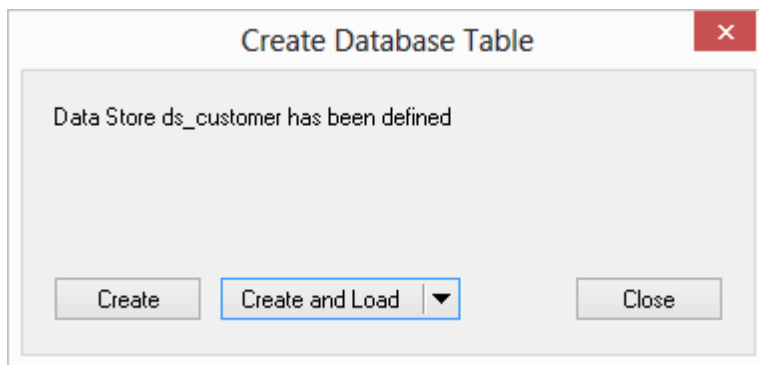 Create Database Table
Data Store ds_customer has been defined
Create
Create and Load
Close